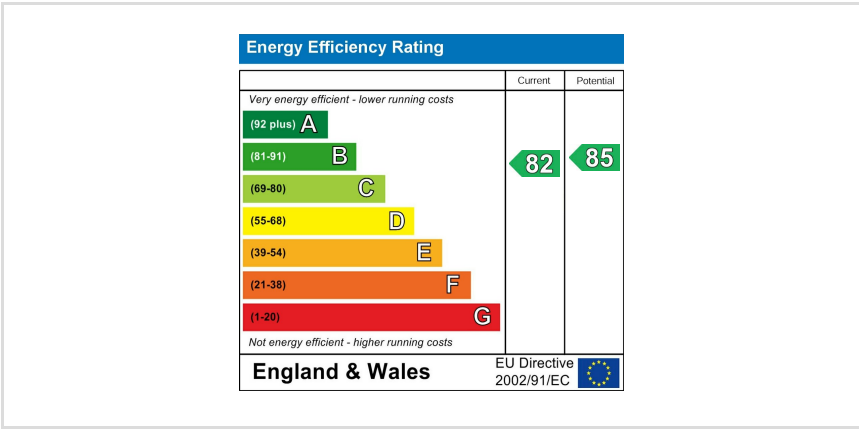 Energy Efficiency Rating
Current Potential
Very energy efficient - lower running costs
(92 plus) A
(81-91) B
82 85
(69-80) C
(55-68) D
(39-54) E
(21-38) F
(1-20) G
Not energy efficient - higher running costs
England & Wales
EU Directive
2002/91/EC